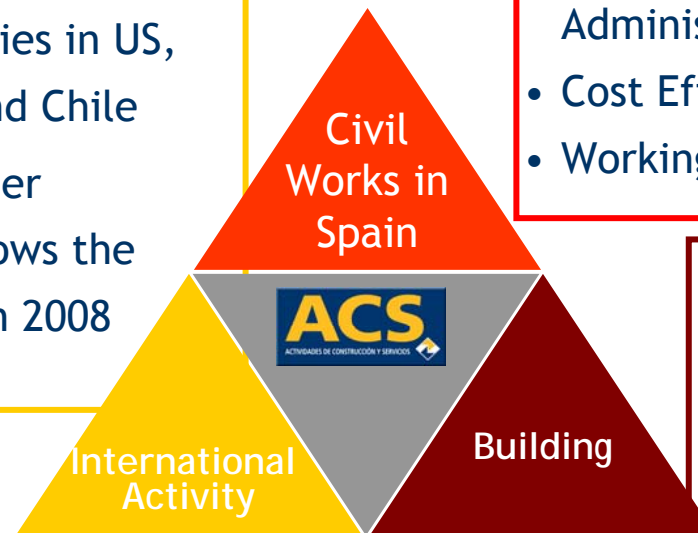 ies in US,
nd Chile
er
ows the
n 2008
Adminis
• Cost Ef
• Working
Civil
Works in
Spain
ACS
ACTIVIDADES DE CONSTRUCCIÓN Y SERVICIOS
International
Activity
Building